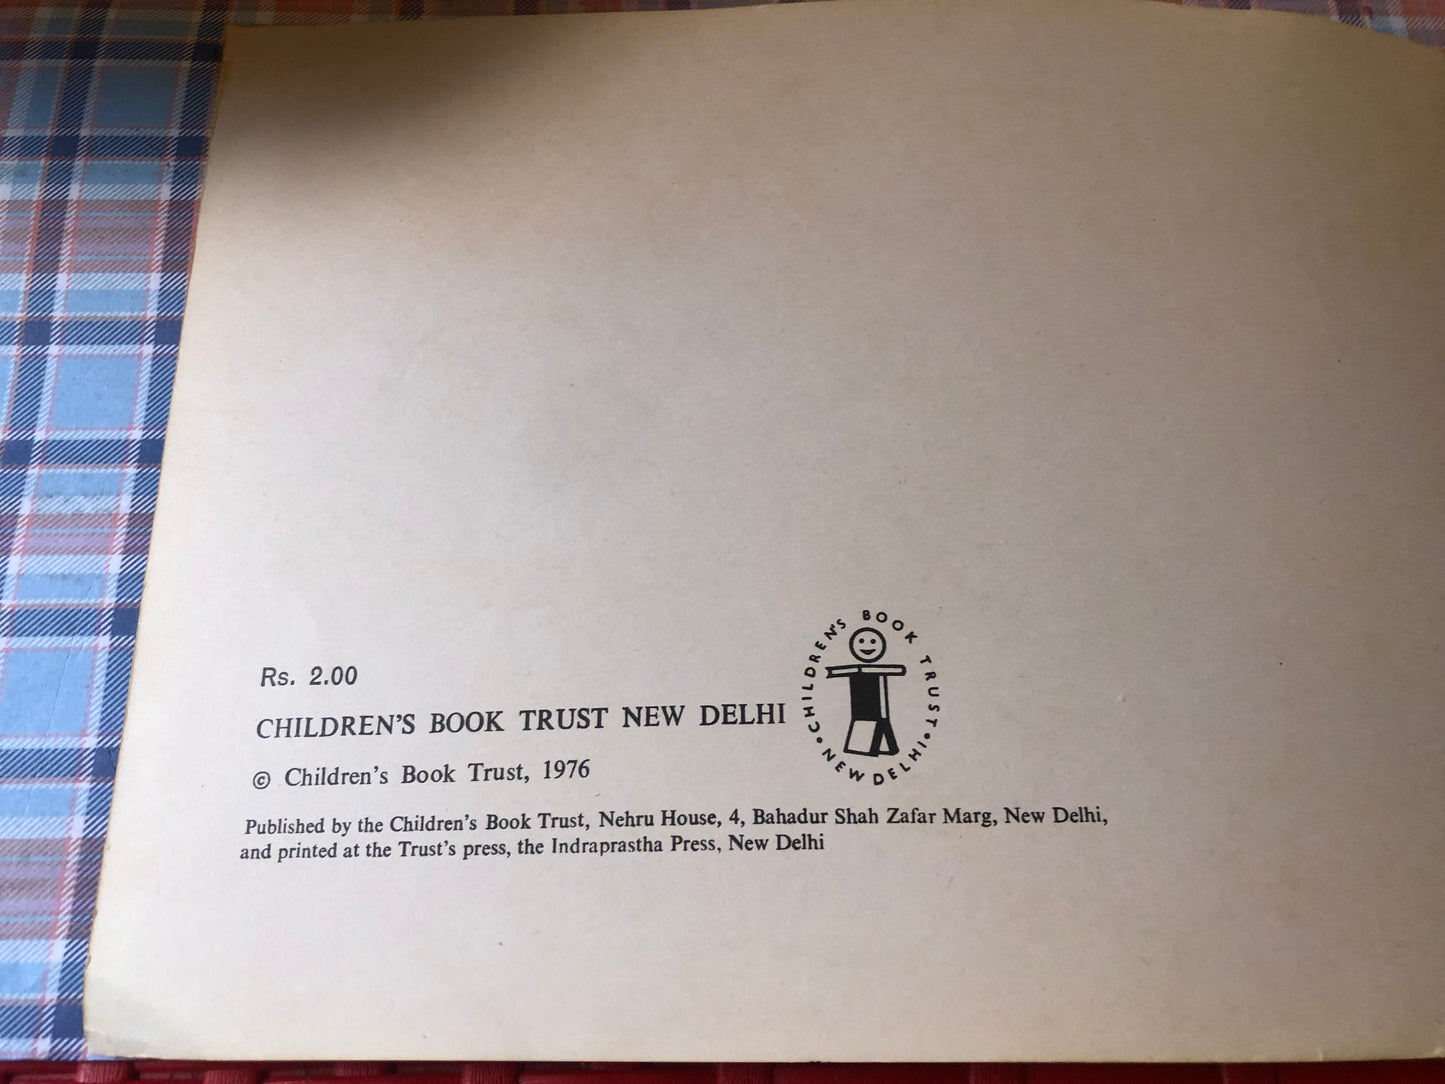 Rs. 2.00
CHILDREN'S BOOK TRUST NEW DELHI
CHILDREN'S BOOK TRUST • NEW DELHI •
© Children's Book Trust, 1976
Published by the Children's Book Trust, Nehru House, 4, Bahadur Shah Zafar Marg, New Delhi,
and printed at the Trust's press, the Indraprastha Press, New Delhi